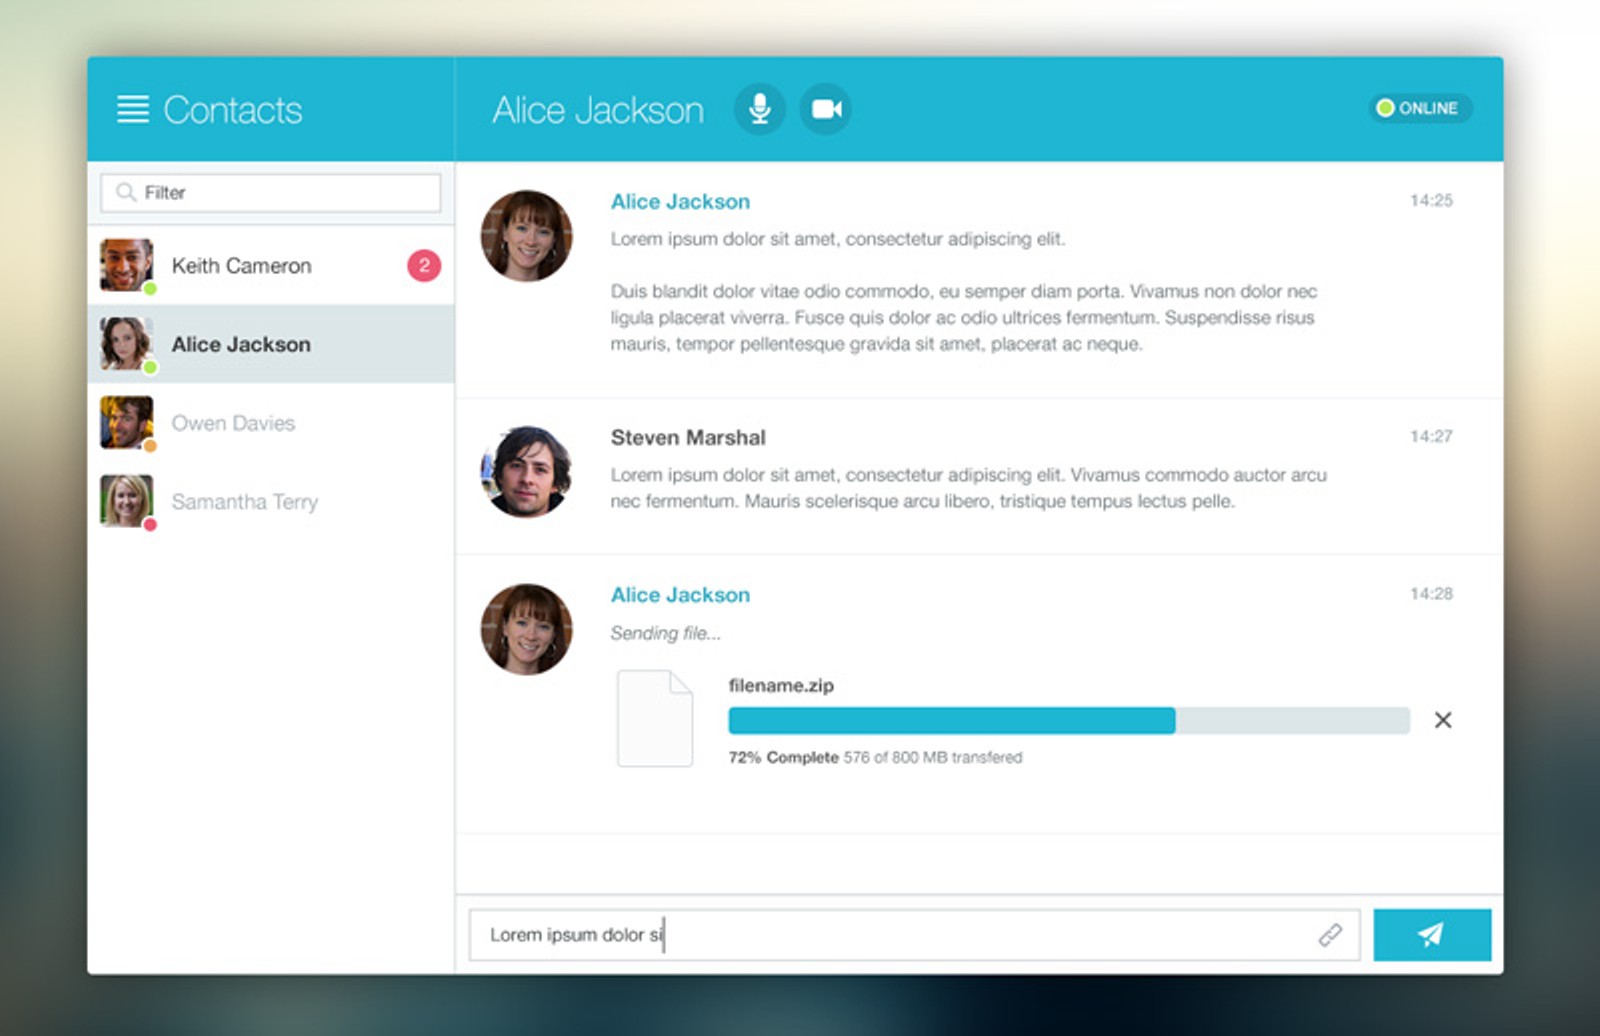 Contacts
Alice Jackson
ONLINE
Filter
Keith Cameron
2
Alice Jackson
Owen Davies
Samantha Terry
Alice Jackson
14:25
Lorem ipsum dolor sit amet, consectetur adipiscing elit.
Duis blandit dolor vitae odio commodo, eu semper diam porta. Vivamus non dolor nec
ligula placerat viverra. Fusce quis dolor ac odio ultrices fermentum. Suspendisse risus
mauris, tempor pellentesque gravida sit amet, placerat ac neque.
Steven Marshal
14:27
Lorem ipsum dolor sit amet, consectetur adipiscing elit. Vivamus commodo auctor arcu
nec fermentum. Mauris scelerisque arcu libero, tristique tempus lectus pelle.
Alice Jackson
14:28
Sending file...
filename.zip
72% Complete 576 of 800 MB transfered
Lorem ipsum dolor si